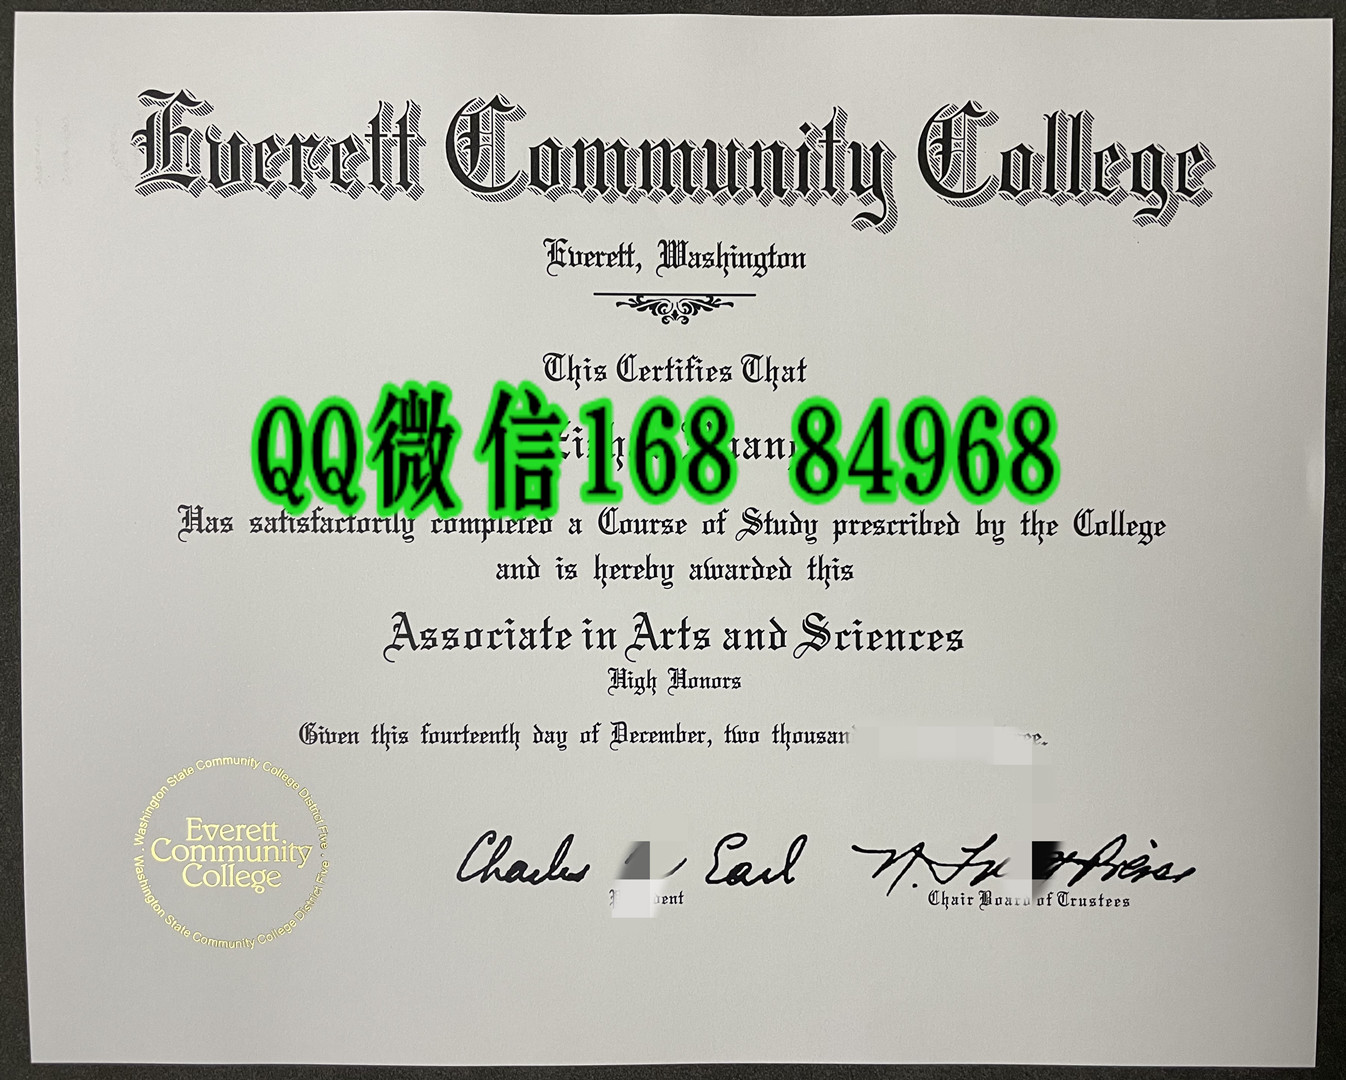 Everett Community College
Everett, Washington
This Certifies That
QQ微信168 84968
Has satisfactorily completed a Course of Study prescribed by the College
and is hereby awarded this
Associate in Arts and Sciences
High Honors
Given this fourteenth day of December, two
Washington State Community College District Five · Washington State Community College District Five ·
Everett
Community
College
Charles Earl
N.
Chair Board of Trustees